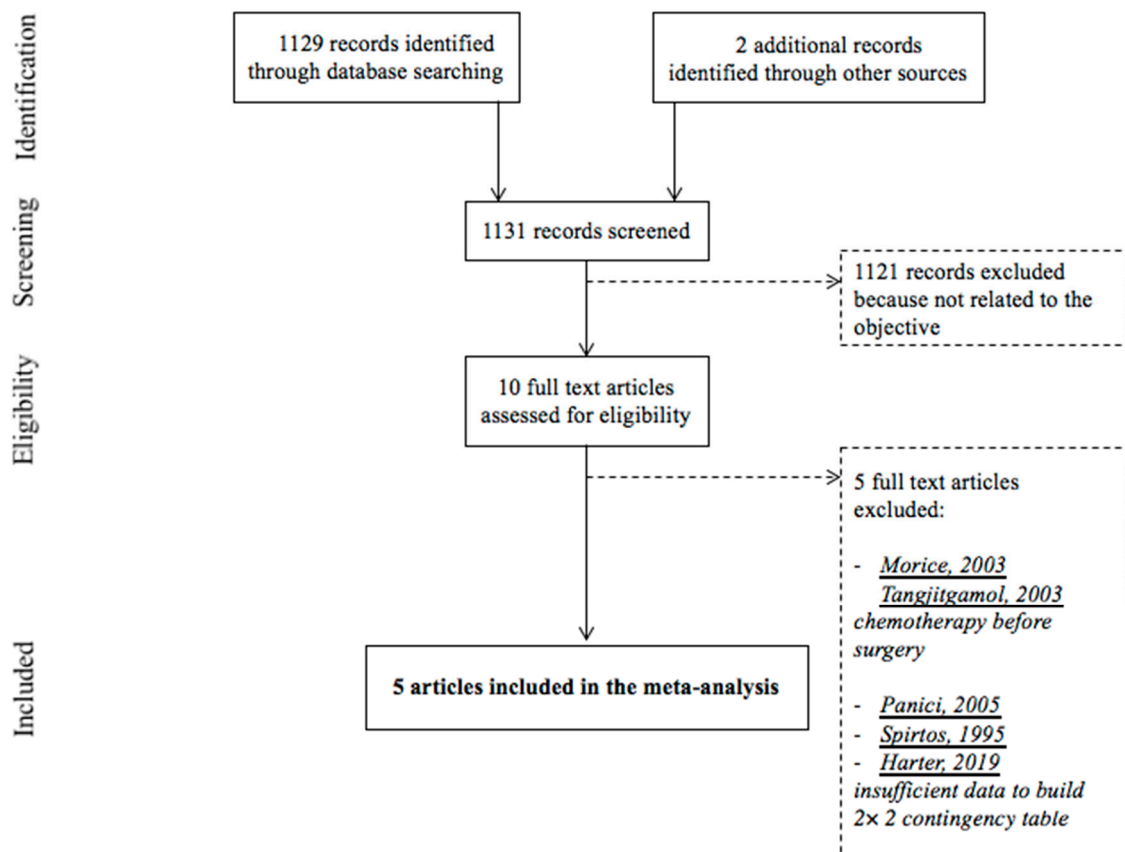 Identification
1129 records identified
through database searching
2 additional records
identified through other sources
Screening
1131 records screened
1121 records excluded
because not related to the
objective
Eligibility
10 full text articles
assessed for eligibility
5 full text articles
excluded:
- Morice, 2003
Tangjitgamol, 2003
chemotherapy before
surgery
- Panici, 2005
- Spirtos, 1995
- Harter, 2019
insufficient data to build
2× 2 contingency table
Included
5 articles included in the meta-analysis